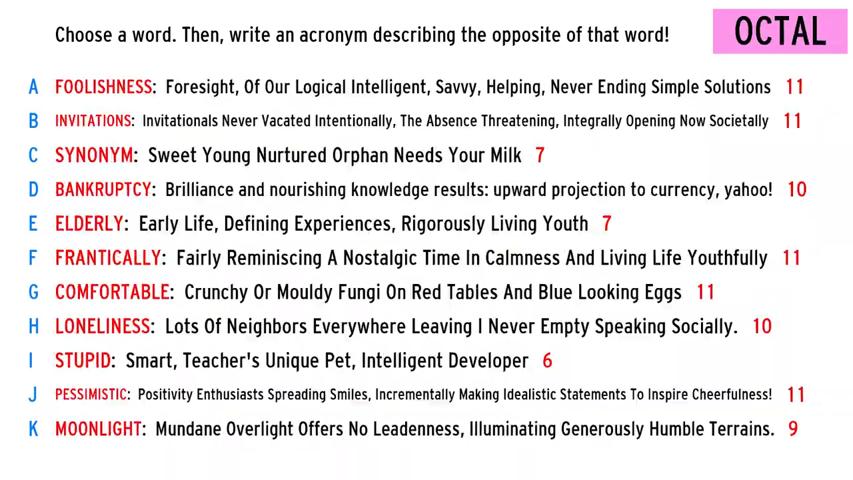 Choose a word. Then, write an acronym describing the opposite of that word!
OCTAL
A FOOLISHNESS: Foresight, Of Our Logical Intelligent, Savvy, Helping, Never Ending Simple Solutions 11
B INVITATIONS: Invitationals Never Vacated Intentionally, The Absence Threatening, Integrally Opening Now Societally 11
C SYNONYM: Sweet Young Nurtured Orphan Needs Your Milk 7
D BANKRUPTCY: Brilliance and nourishing knowledge results: upward projection to currency, yahoo! 10
E ELDERLY: Early Life, Defining Experiences, Rigorously Living Youth 7
F FRANTICALLY: Fairly Reminiscing A Nostalgic Time In Calmness And Living Life Youthfully 11
G COMFORTABLE: Crunchy Or Mouldy Fungi On Red Tables And Blue Looking Eggs 11
H LONELINESS: Lots Of Neighbors Everywhere Leaving I Never Empty Speaking Socially. 10
I STUPID: Smart, Teacher's Unique Pet, Intelligent Developer 6
J PESSIMISTIC: Positivity Enthusiasts Spreading Smiles, Incrementally Making Idealistic Statements To Inspire Cheerfulness! 11
K MOONLIGHT: Mundane Overlight Offers No Leadenness, Illuminating Generously Humble Terrains. 9